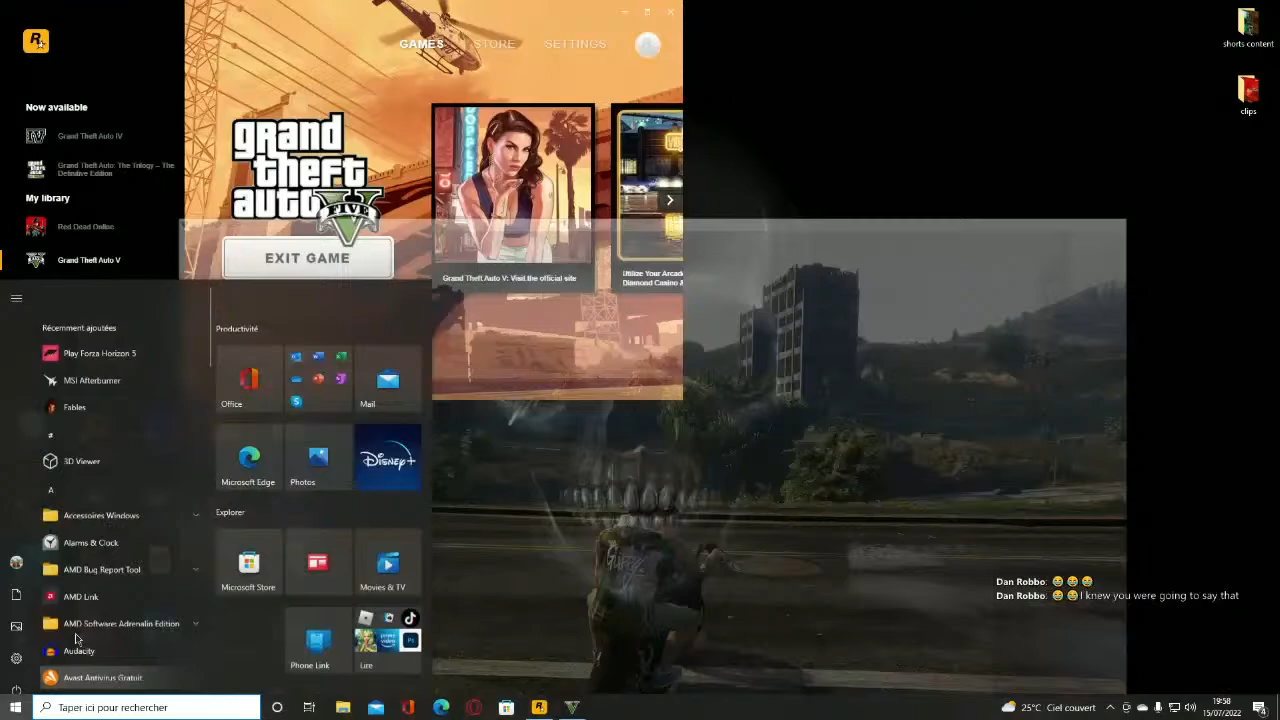 GAMES
STORE
SETTINGS
shorts content
clips
Now available
Grand Theft Auto IV
Grand Theft Auto: The Trilogy – The
Definitive Edition
My library
Red Dead Online
Grand Theft Auto V
grand
theft
auto
FIVE
EXIT GAME
Grand Theft Auto V: Visit the official site
Utilize Your Arcad
Diamond Casino &
Récemment ajoutées
Play Forza Horizon 5
MSI Afterburner
Fables
#
3D Viewer
A
Accessoires Windows
Alarms & Clock
AMD Bug Report Tool
AMD Link
AMD Software Adrenalin Edition
Audacity
Avast Antivirus Gratuit
Productivité
Office
Mail
Microsoft Edge
Photos
Disney+
Explorer
Microsoft Store
Movies & TV
Phone Link
Lire
Dan Robbo: 😂 😂 😂
Dan Robbo: 😂 😂 I knew you were going to say that
Taper ici pour rechercher
25°C Ciel couvert
19:58
15/07/2022